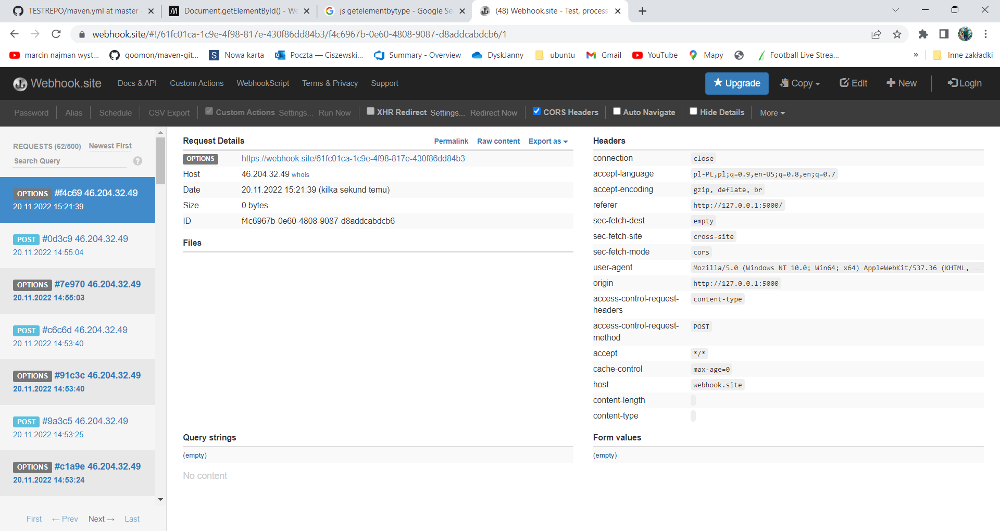 TESTREPO/maven.yml at master
Document.getElementById() - We
js getelementbytype - Google Se
(48) Webhook.site - Test, process
webhook.site/#!/61fc01ca-1c9e-4f98-817e-430f86dd84b3/f4c6967b-0e60-4808-9087-d8addcabdcb6/1
marcin najman wyst...
qoomon/maven-git...
S Nowa karta
Poczta — Ciszewski...
Summary - Overview
DyskJanny
ubuntu
Gmail
YouTube
Mapy
Football Live Strea...
»
Inne zakładki
Webhook.site
Docs & API
Custom Actions
WebhookScript
Terms & Privacy
Support
Upgrade
Copy
Edit
New
Login
Password
Alias
Schedule
CSV Export
Custom Actions Settings... Run Now
XHR Redirect Settings... Redirect Now
CORS Headers
Auto Navigate
Hide Details
More
REQUESTS (62/500) Newest First
Search Query ?
OPTIONS #f4c69 46.204.32.49
20.11.2022 15:21:39
POST #0d3c9 46.204.32.49
20.11.2022 14:55:04
OPTIONS #7e970 46.204.32.49
20.11.2022 14:55:03
POST #c6c6d 46.204.32.49
20.11.2022 14:53:40
OPTIONS #91c3c 46.204.32.49
20.11.2022 14:53:40
POST #9a3c5 46.204.32.49
20.11.2022 14:53:25
OPTIONS #c1a9e 46.204.32.49
20.11.2022 14:53:24
First ← Prev Next → Last
Request Details Permalink Raw content Export as
OPTIONS https://webhook.site/61fc01ca-1c9e-4f98-817e-430f86dd84b3
Host 46.204.32.49 whois
Date 20.11.2022 15:21:39 (kilka sekund temu)
Size 0 bytes
ID f4c6967b-0e60-4808-9087-d8addcabdcb6
Files
Headers
connection close
accept-language pl-PL,pl;q=0.9,en-US;q=0.8,en;q=0.7
accept-encoding gzip, deflate, br
referer http://127.0.0.1:5000/
sec-fetch-dest empty
sec-fetch-site cross-site
sec-fetch-mode cors
user-agent Mozilla/5.0 (Windows NT 10.0; Win64; x64) AppleWebKit/537.36 (KHTML, ...
origin http://127.0.0.1:5000
access-control-request- content-type
headers
access-control-request- POST
method
accept */*
cache-control max-age=0
host webhook.site
content-length
content-type
Query strings
(empty)
No content
Form values
(empty)